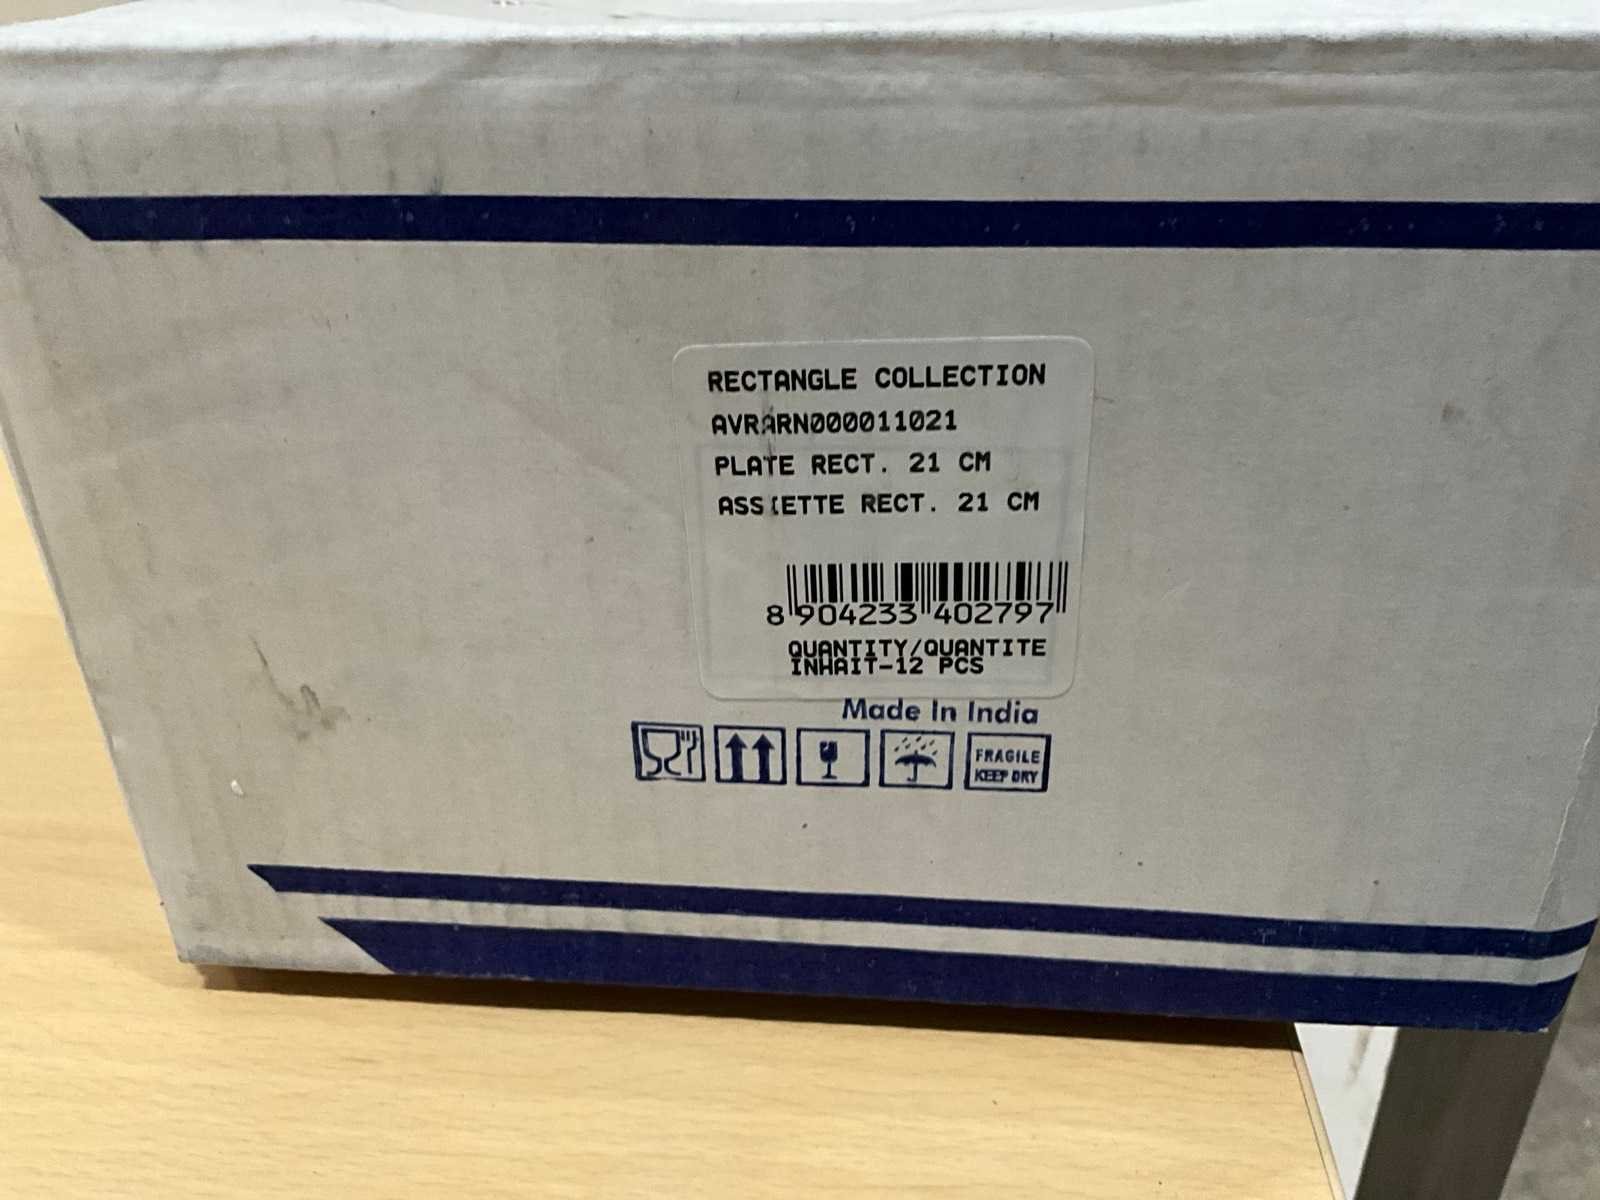 RECTANGLE COLLECTION
AVRARN000011021
PLATE RECT. 21 CM
ASSIETTE RECT. 21 CM
8 904233 402797
QUANTITY/QUANTITE
INHAIT-12 PCS
Made In India
FRAGILE
KEEP DRY